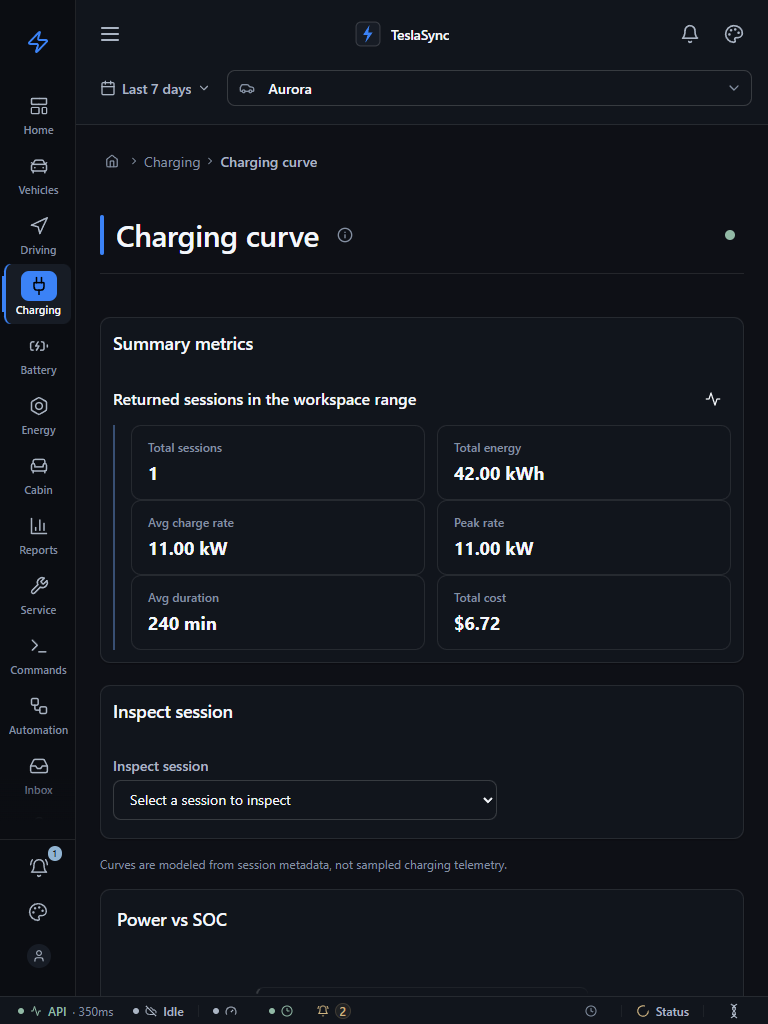 TeslaSync
Last 7 days
Aurora
Home
Vehicles
Driving
Charging
Battery
Energy
Cabin
Reports
Service
Commands
Automation
Inbox
1
Charging
Charging curve
Charging curve
Summary metrics
Returned sessions in the workspace range
Total sessions
1
Total energy
42.00 kWh
Avg charge rate
11.00 kW
Peak rate
11.00 kW
Avg duration
240 min
Total cost
$6.72
Inspect session
Inspect session
Select a session to inspect
Curves are modeled from session metadata, not sampled charging telemetry.
Power vs SOC
API · 350ms
Idle
2
Status